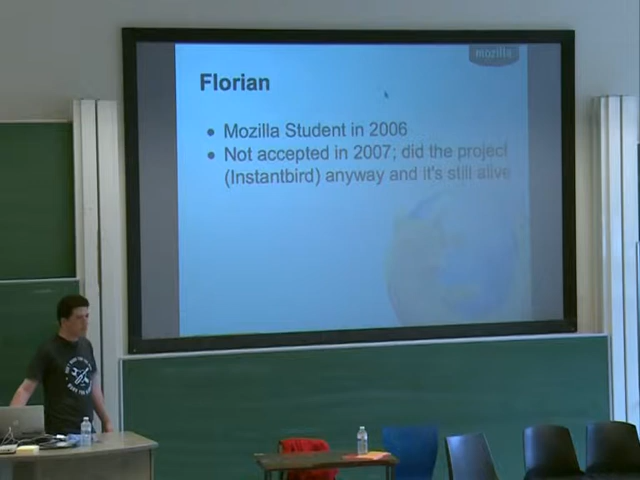 mozilla
Florian
• Mozilla Student in 2006
• Not accepted in 2007; did the project
(Instantbird) anyway and it's still alive